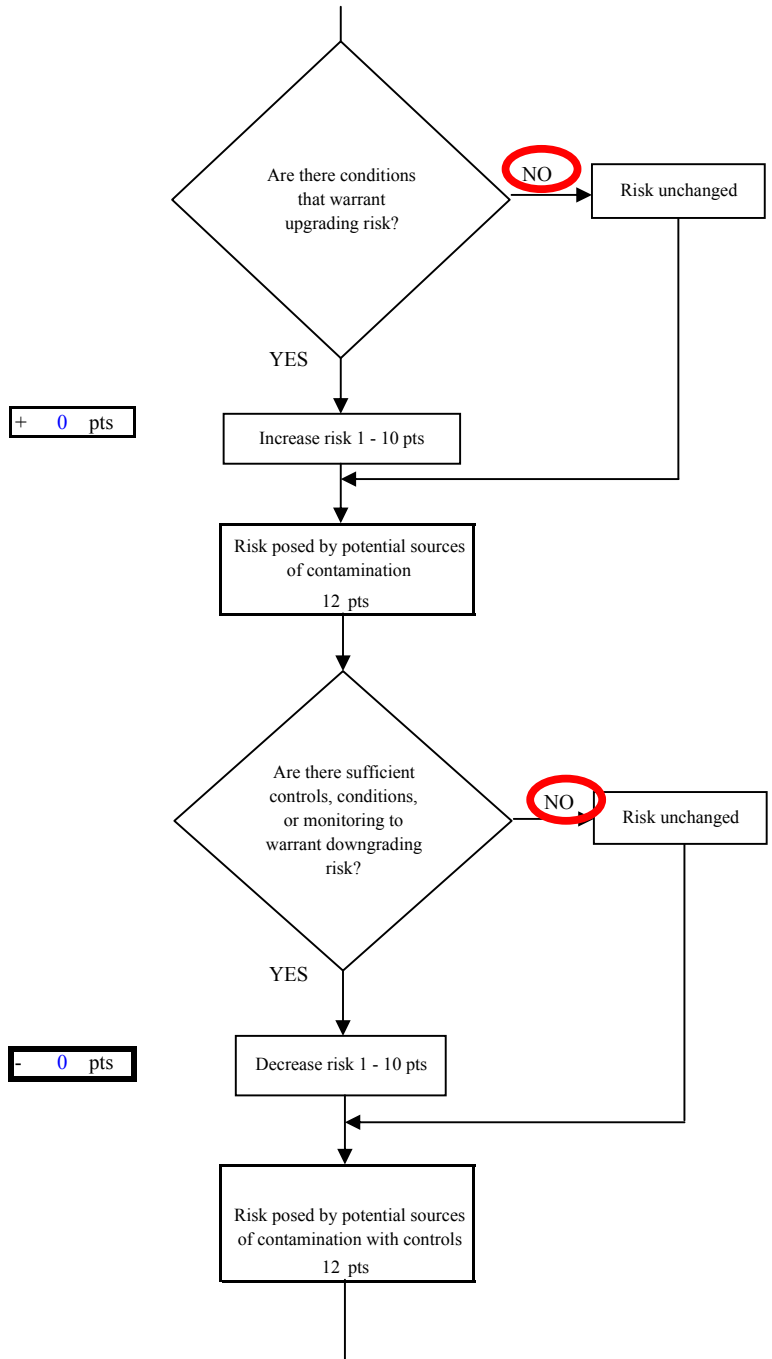 Are there conditions
that warrant
upgrading risk?
NO
Risk unchanged
YES
+ 0 pts
Increase risk 1 - 10 pts
Risk posed by potential sources
of contamination
12 pts
Are there sufficient
controls, conditions,
or monitoring to
warrant downgrading
risk?
NO
Risk unchanged
YES
- 0 pts
Decrease risk 1 - 10 pts
Risk posed by potential sources
of contamination with controls
12 pts